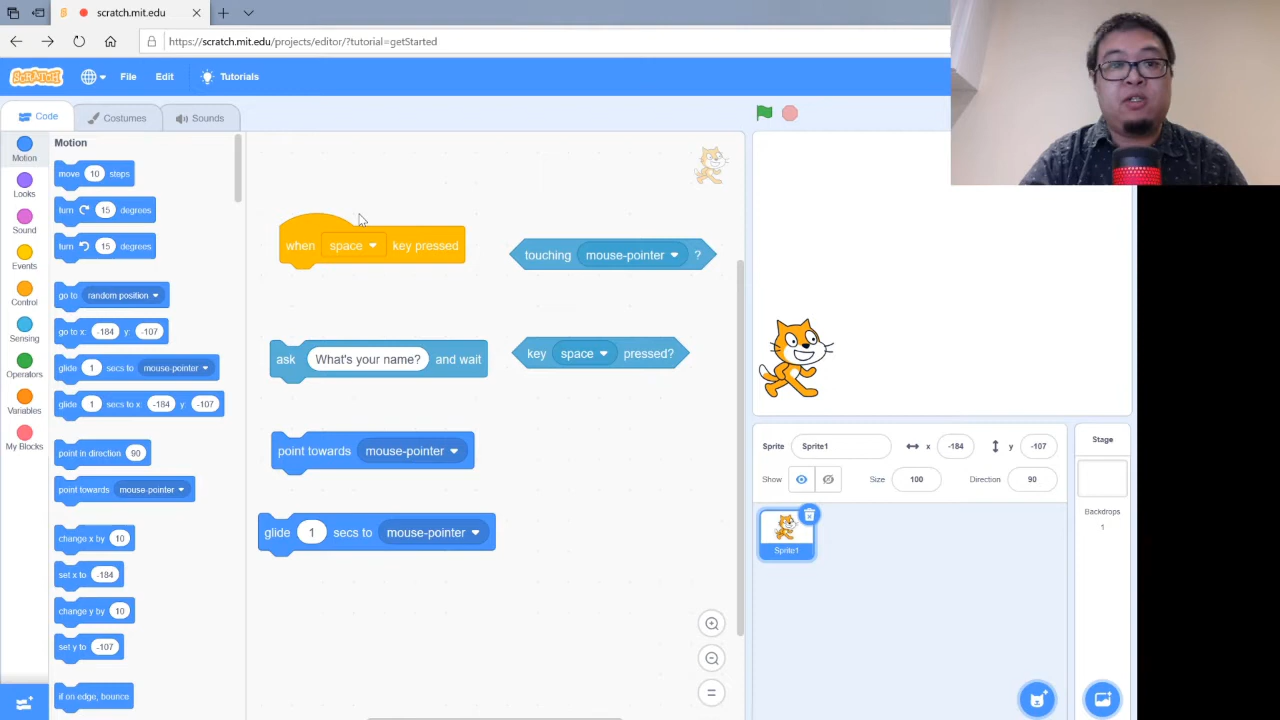 scratch.mit.edu
https://scratch.mit.edu/projects/editor/?tutorial=getStarted
SCRATCH
File
Edit
Tutorials
Code
Costumes
Sounds
Motion
Looks
Sound
Events
Control
Sensing
Operators
Variables
My Blocks
Motion
move 10 steps
turn 15 degrees
turn 15 degrees
go to random position
go to x: -184 y: -107
glide 1 secs to mouse-pointer
glide 1 secs to x: -184 y: -107
point in direction 90
point towards mouse-pointer
change x by 10
set x to -184
change y by 10
set y to -107
if on edge, bounce
when space key pressed
touching mouse-pointer ?
ask What's your name? and wait
key space pressed?
point towards mouse-pointer
glide 1 secs to mouse-pointer
Sprite Sprite1 x -184 y -107
Show Size 100 Direction 90
Sprite1
Stage
Backdrops
1